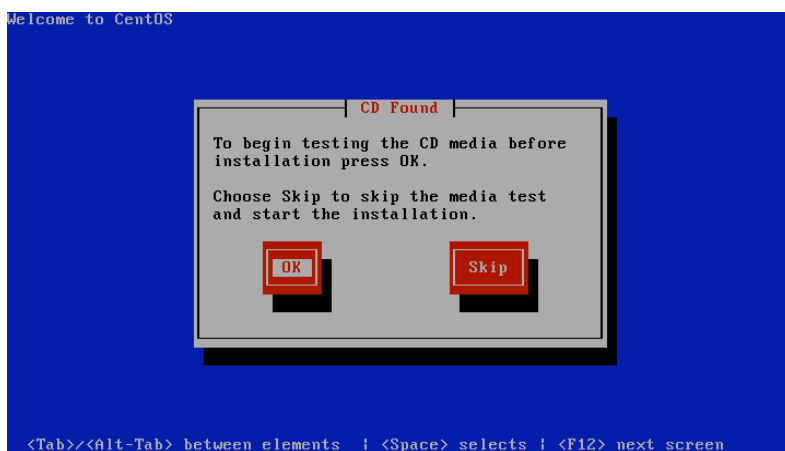 Welcome to CentOS
CD Found
To begin testing the CD media before
installation press OK.
Choose Skip to skip the media test
and start the installation.
OK Skip
<Tab>/<Alt-Tab> between elements | <Space> selects | <F12> next screen